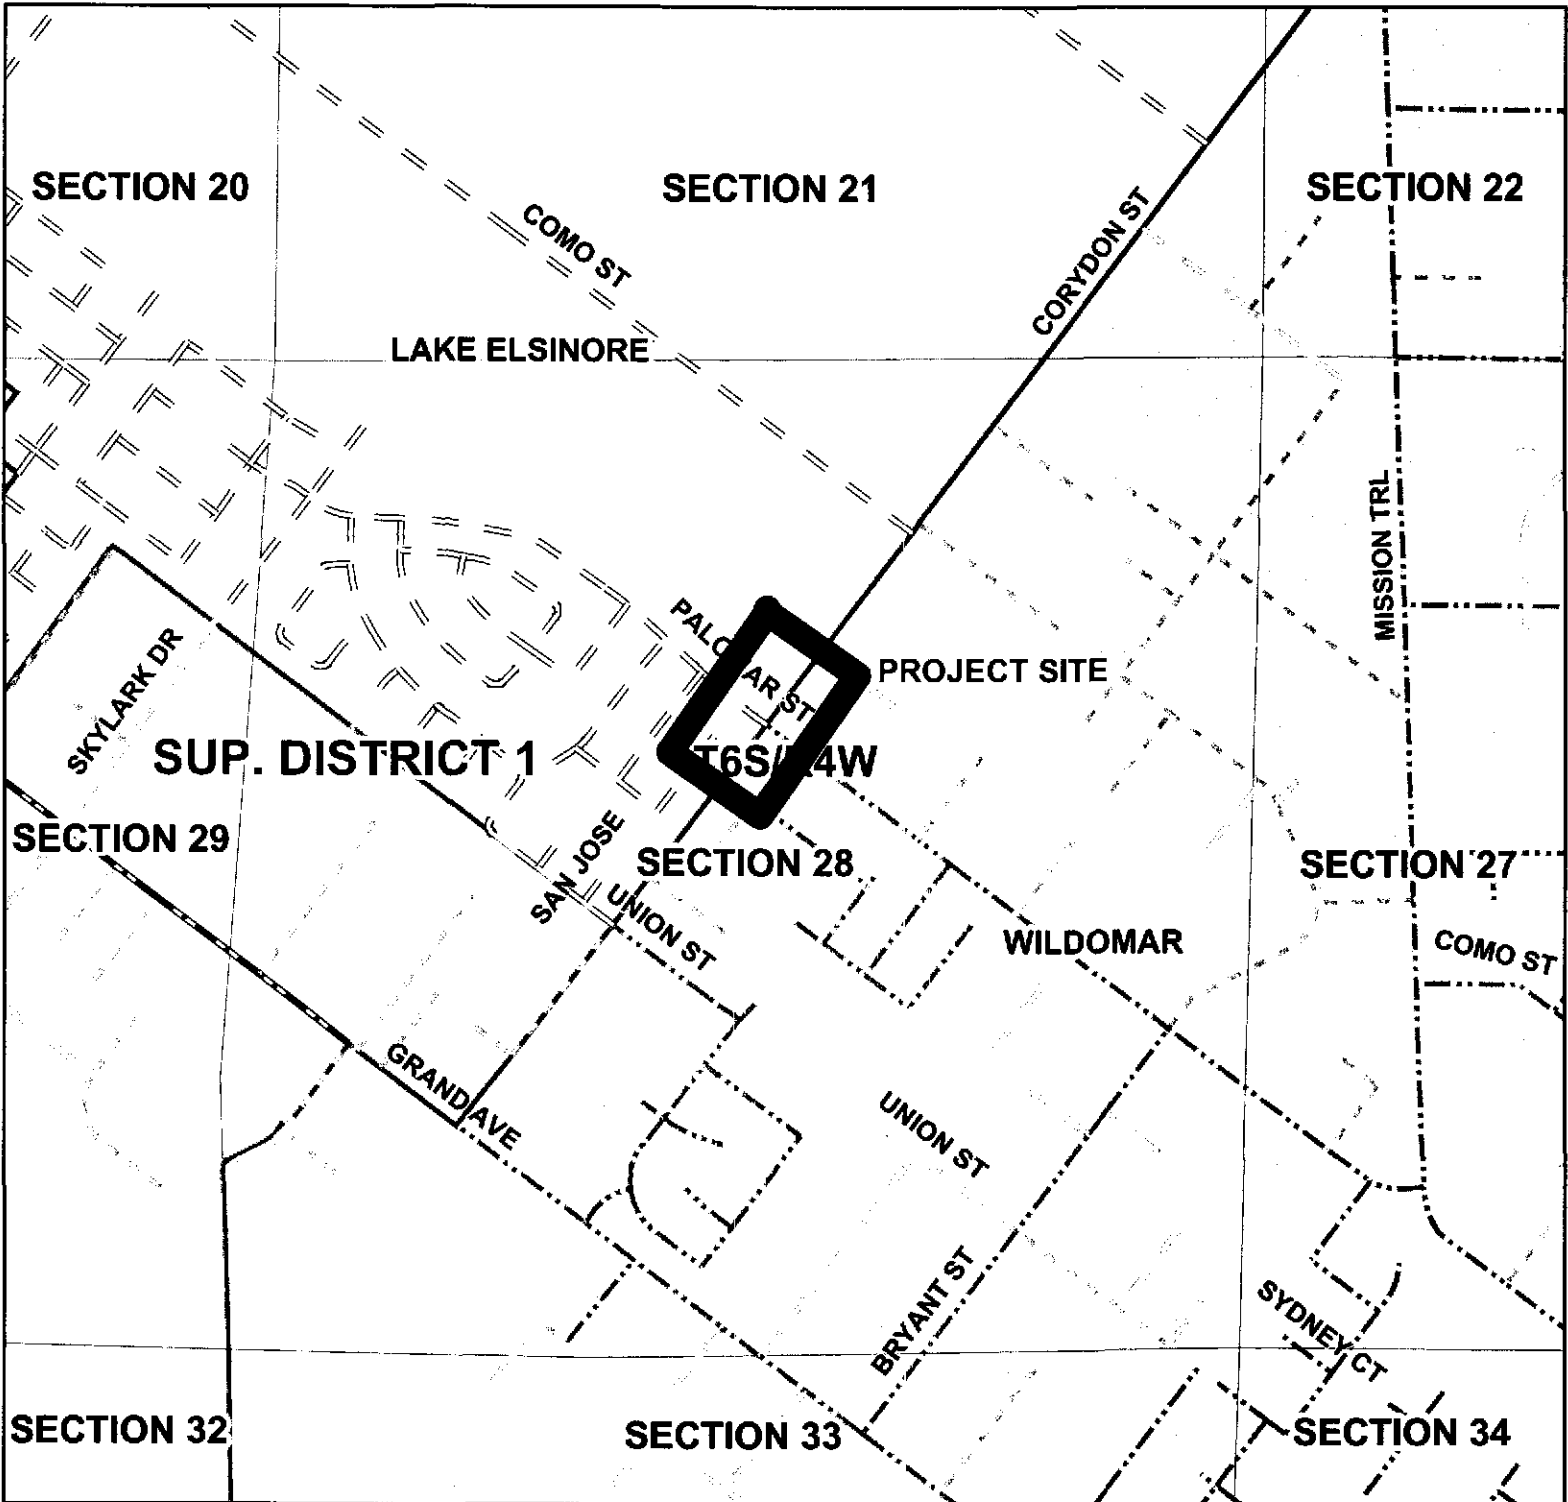 SECTION 20
SECTION 21
SECTION 22
COMO ST
CORYDON ST
LAKE ELSINORE
MISSION TRL
SKYLARK DR
PROJECT SITE
SUP. DISTRICT 1
SECTION 29
SAN JOSE
SECTION 28
SECTION 27
UNION ST
WILDOMAR
COMO ST
GRAND AVE
UNION ST
BRYANT ST
SYDNEY CT
SECTION 32
SECTION 33
SECTION 34